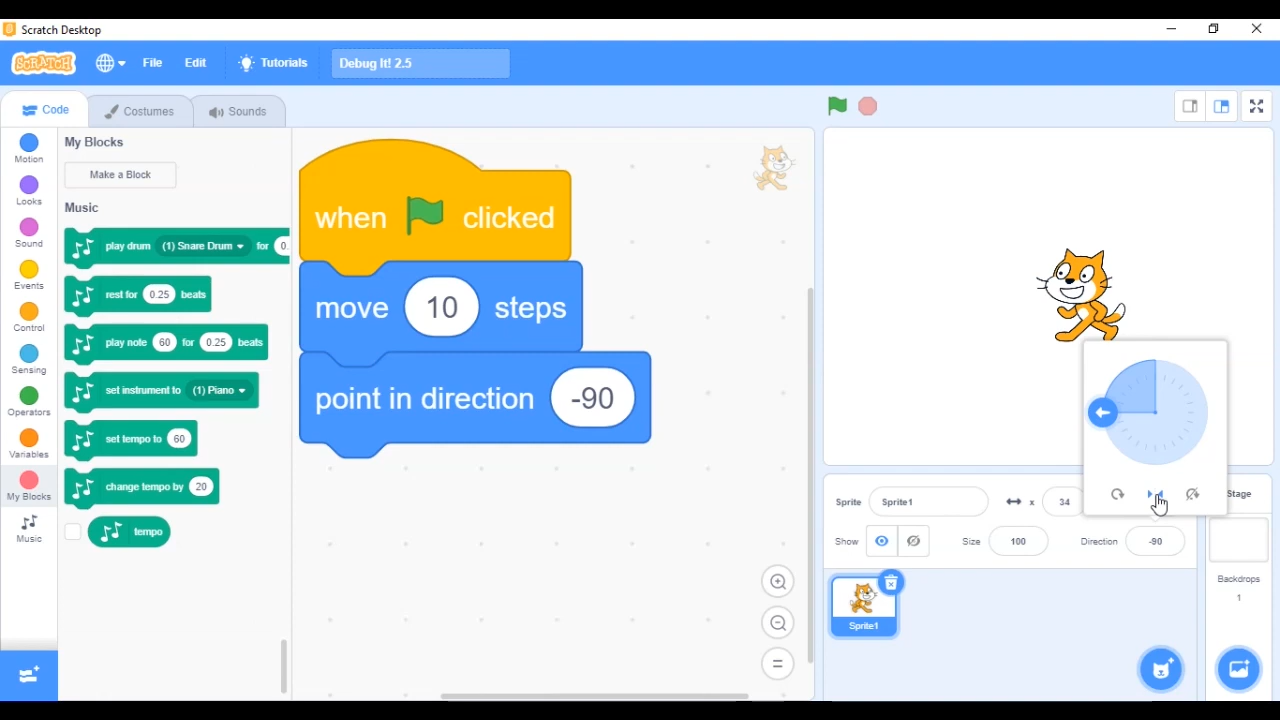 Scratch Desktop
SCRATCH
File
Edit
Tutorials
Debug It! 2.5
Code
Costumes
Sounds
Motion
Looks
Sound
Events
Control
Sensing
Operators
Variables
My Blocks
Music
My Blocks
Make a Block
Music
play drum (1) Snare Drum for 0.
rest for 0.25 beats
play note 60 for 0.25 beats
set instrument to (1) Piano
set tempo to 60
change tempo by 20
tempo
when clicked
move 10 steps
point in direction -90
Sprite Sprite1 x 34
Show Size 100 Direction -90
Sprite1
Stage
Backdrops
1